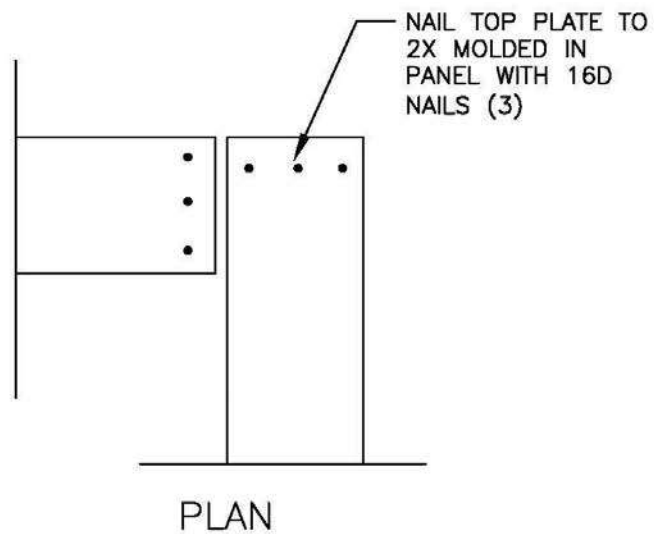 NAIL TOP PLATE TO
2X MOLDED IN
PANEL WITH 16D
NAILS (3)
PLAN